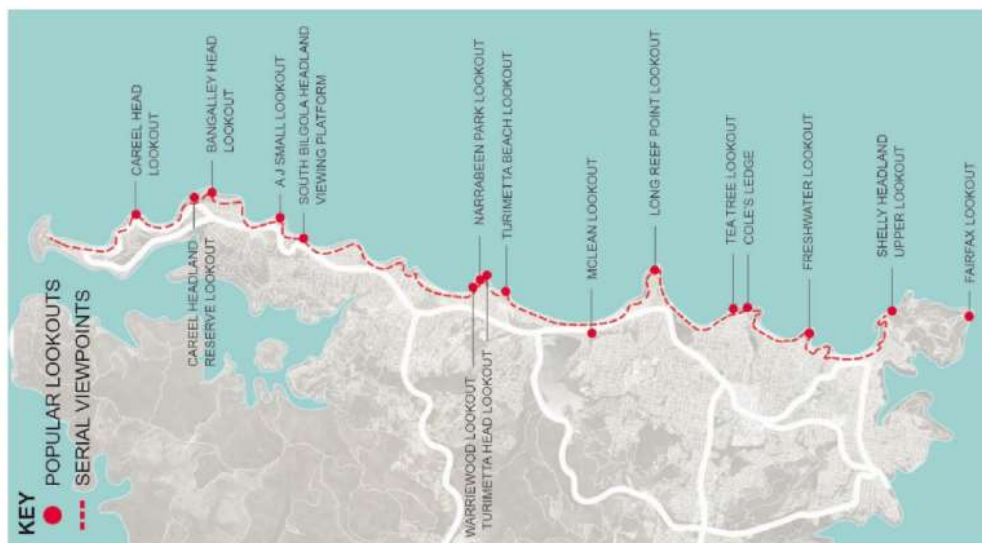 KEY
POPULAR LOOKOUTS
SERIAL VIEWPOINTS
CAREEL HEAD
LOOKOUT
CAREEL HEADLAND
RESERVE LOOKOUT
BANGALLEY HEAD
LOOKOUT
A J SMALL LOOKOUT
SOUTH BILGOLA HEADLAND
VIEWING PLATFORM
WARRIEWOOD LOOKOUT
TURIMETTA HEAD LOOKOUT
NARRABEEN PARK LOOKOUT
TURIMETTA BEACH LOOKOUT
MCLEAN LOOKOUT
LONG REEF POINT LOOKOUT
TEA TREE LOOKOUT
COLE'S LEDGE
FRESHWATER LOOKOUT
SHELLY HEADLAND
UPPER LOOKOUT
FAIRFAX LOOKOUT